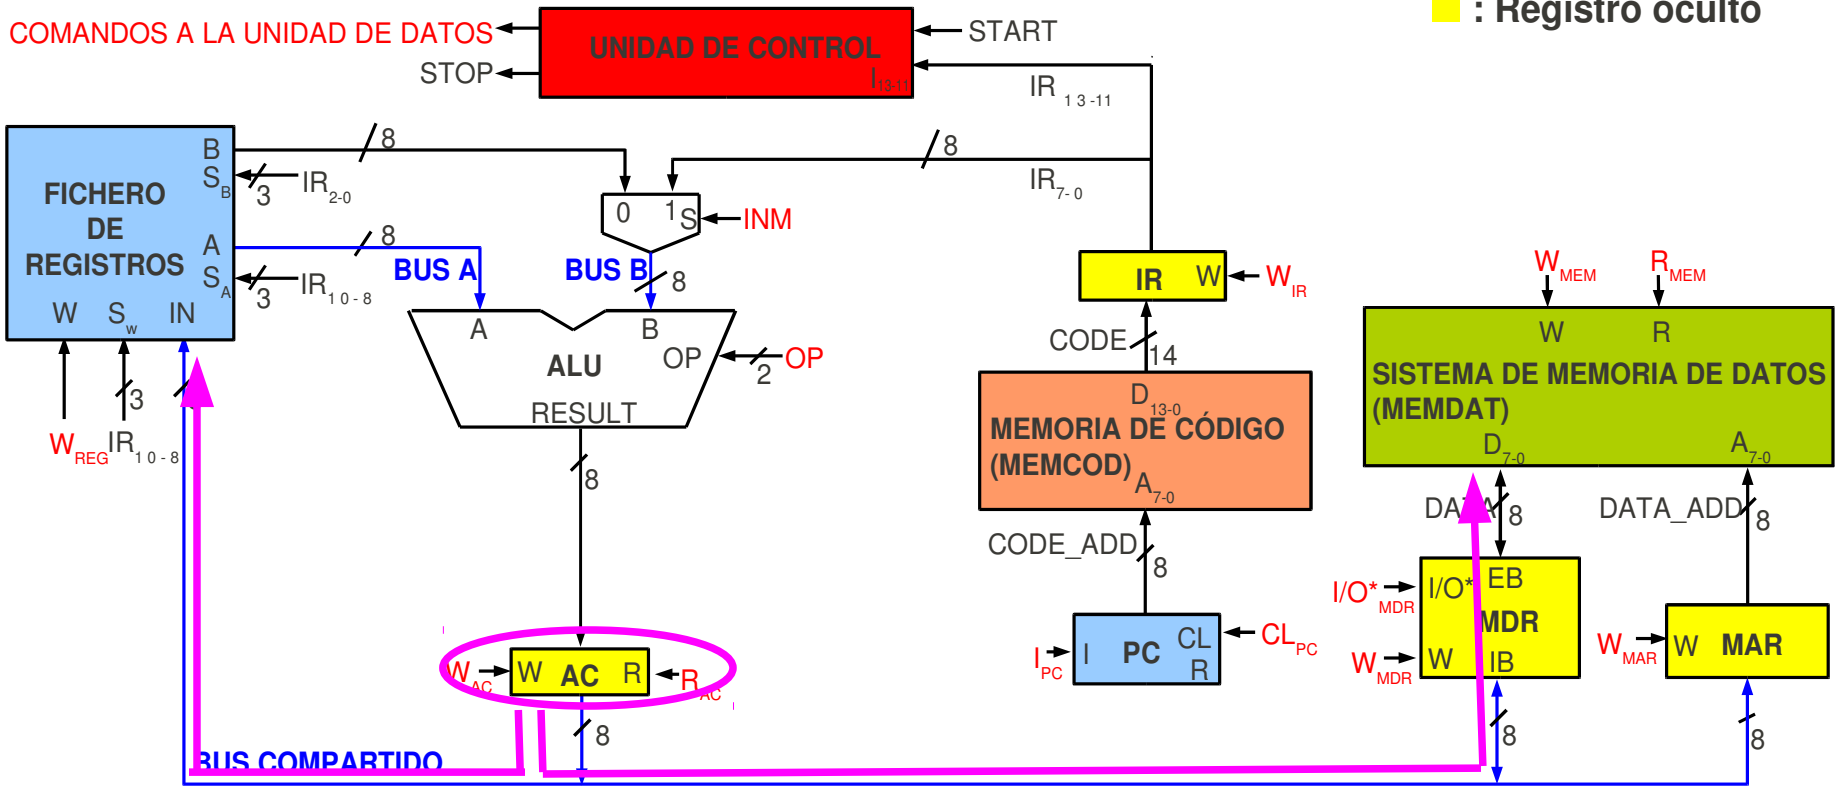 : Registro oculto
COMANDOS A LA UNIDAD DE DATOS
STOP
UNIDAD DE CONTROL
I13-11
START
IR 13-11
8
8
IR7-0
B
SB
3
IR2-0
FICHERO
DE
REGISTROS
A
SA
3
IR10-8
8
BUS A
W
Sw
IN
3
WREG
IR10-8
0
1
S
INM
BUS B
8
A
B
ALU
OP
2
OP
RESULT
8
IR
W
WIR
CODE
14
D13-0
MEMORIA DE CÓDIGO
(MEMCOD)
A7-0
CODE_ADD
8
IPC
I
PC
CL
R
CLPC
WMEM
RMEM
W
R
SISTEMA DE MEMORIA DE DATOS
(MEMDAT)
D7-0
A7-0
DATA
8
DATA_ADD
8
I/O*MDR
I/O*
EB
MDR
WMDR
W
IB
8
WMAR
W
MAR
8
WAC
W
AC
R
RAC
8
BUS COMPARTIDO